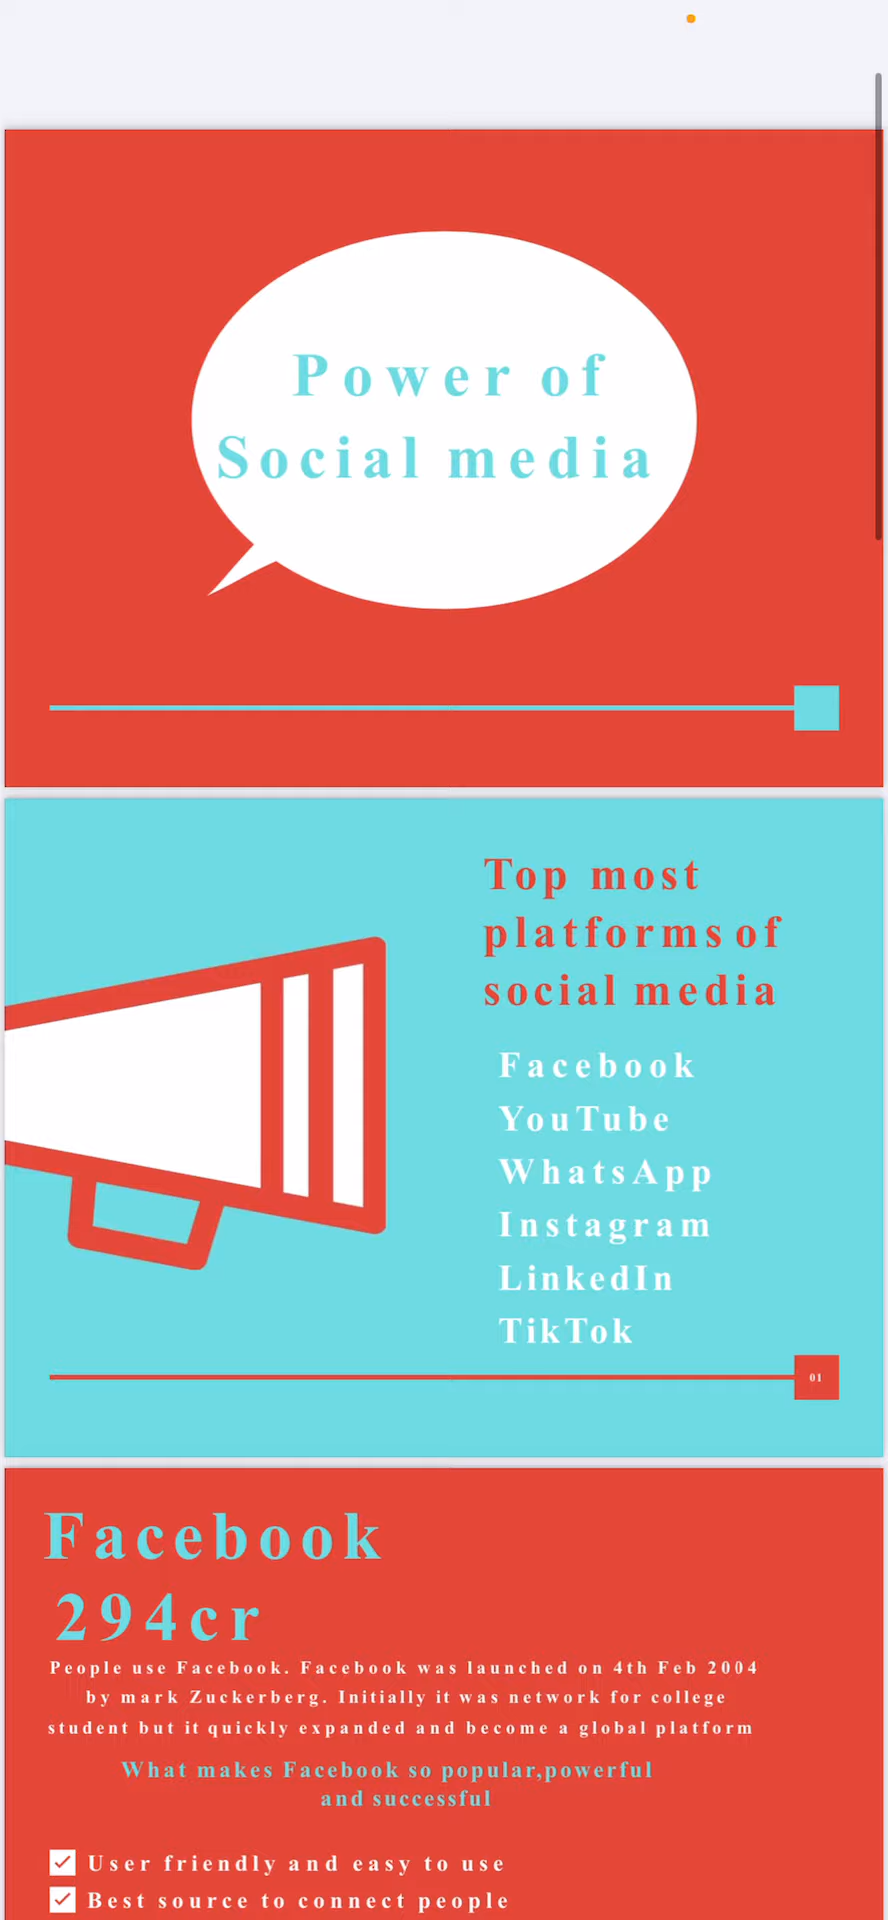 Power of
Social media
Top most
platforms of
social media
Facebook
YouTube
WhatsApp
Instagram
LinkedIn
TikTok
01
Facebook
294cr
People use Facebook. Facebook was launched on 4th Feb 2004
by mark Zuckerberg. Initially it was network for college
student but it quickly expanded and become a global platform
What makes Facebook so popular,powerful
and successful
User friendly and easy to use
Best source to connect people